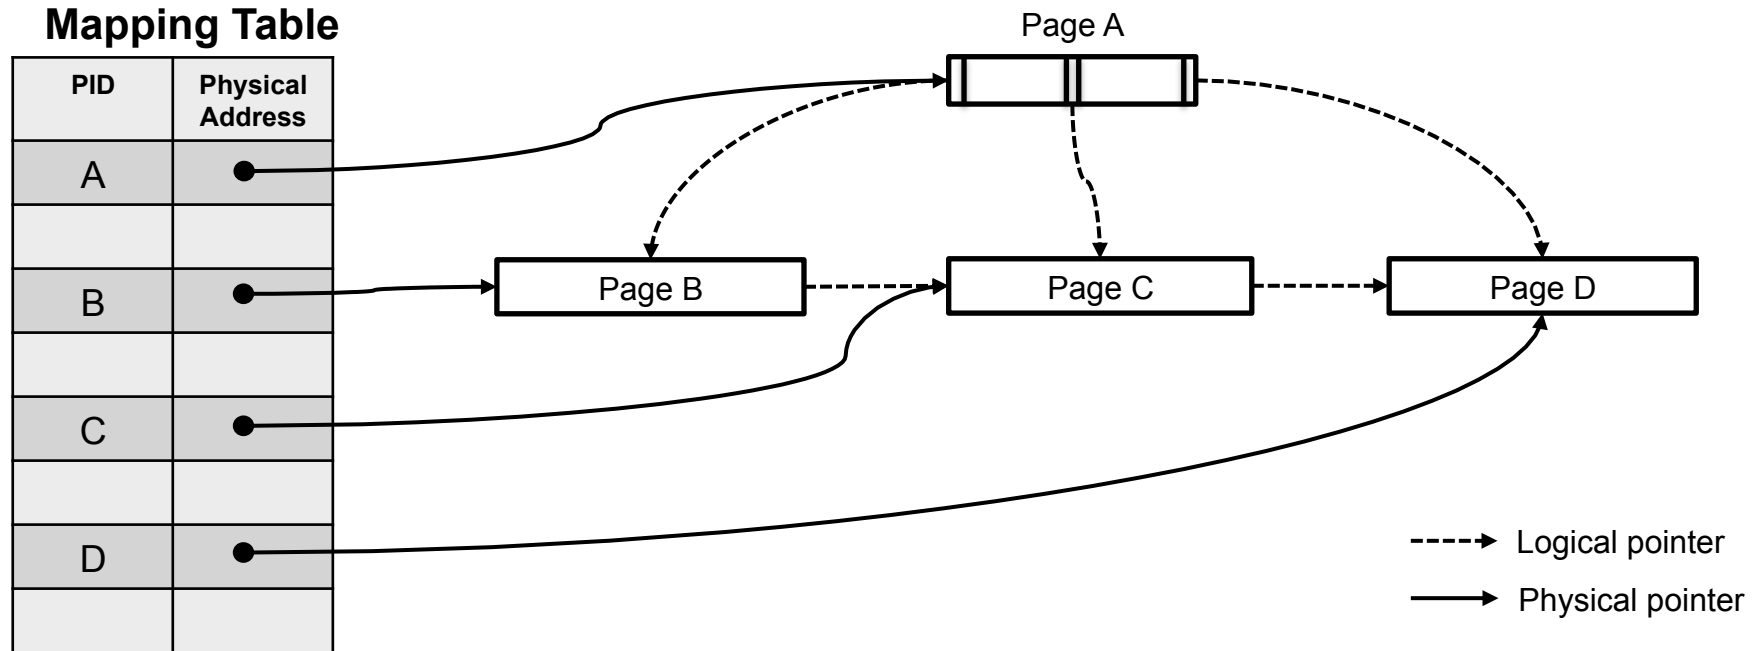 Mapping Table
PID
Physical
Address
A
B
C
D
Page A
Page B
Page C
Page D
Logical pointer
Physical pointer